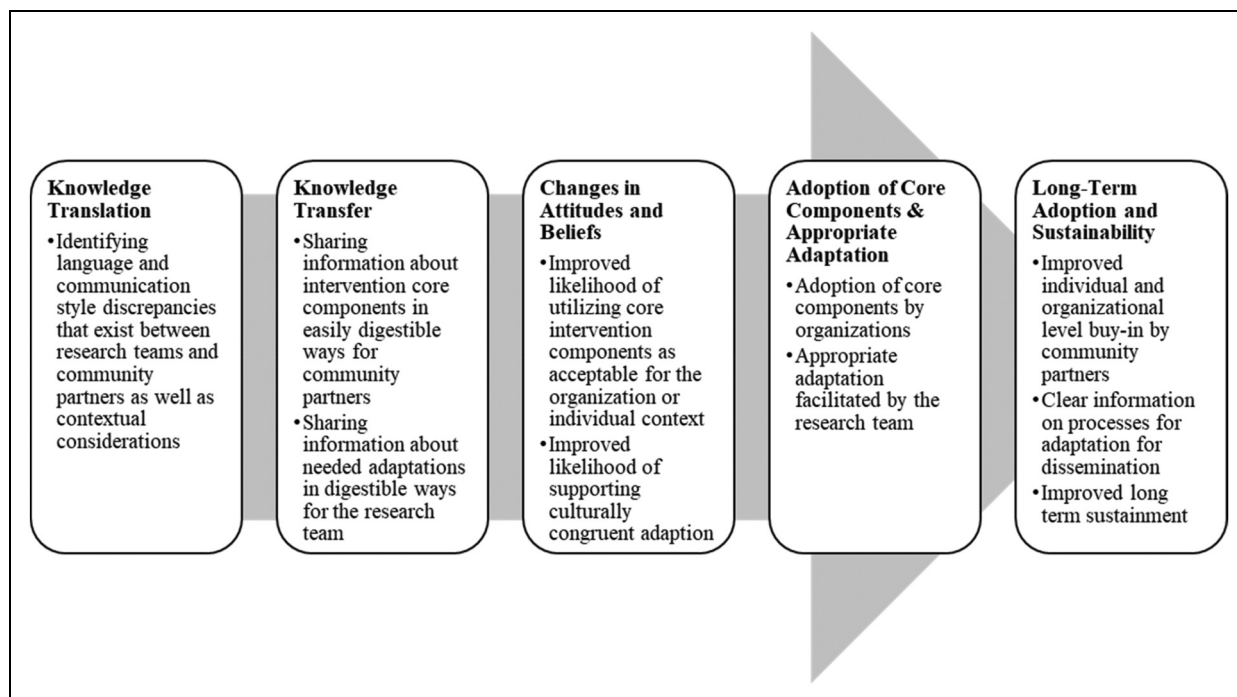 Knowledge
Translation
•Identifying
language and
communication
style discrepancies
that exist between
research teams and
community
partners as well as
contextual
considerations
Knowledge
Transfer
•Sharing
information about
intervention core
components in
easily digestible
ways for
community
partners
•Sharing
information about
needed adaptations
in digestible ways
for the research
team
Changes in
Attitudes and
Beliefs
•Improved
likelihood of
utilizing core
intervention
components as
acceptable for the
organization or
individual context
•Improved
likelihood of
supporting
culturally
congruent adaption
Adoption of Core
Components &
Appropriate
Adaptation
•Adoption of core
components by
organizations
•Appropriate
adaptation
facilitated by the
research team
Long-Term
Adoption and
Sustainability
•Improved
individual and
organizational
level buy-in by
community
partners
•Clear information
on processes for
adaptation for
dissemination
•Improved long
term sustainment